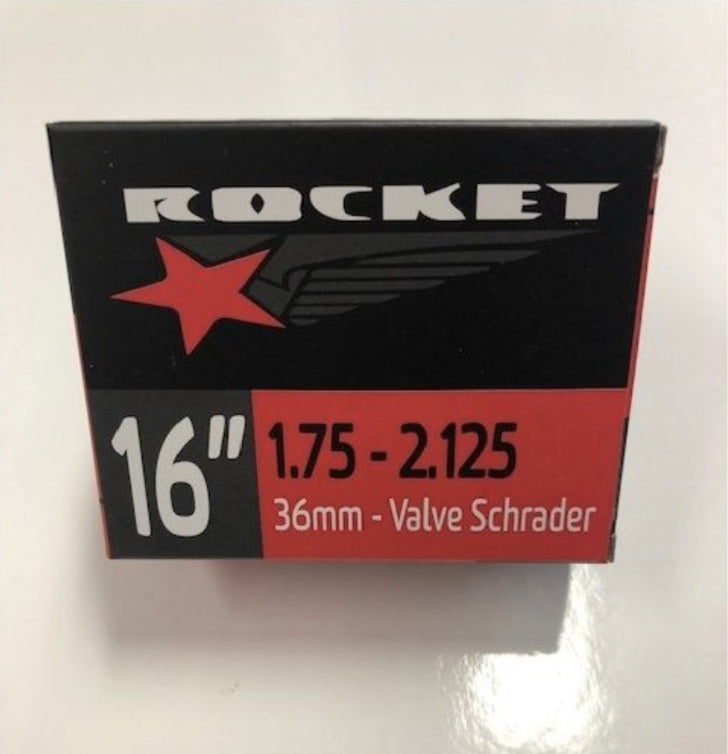 ROCKET
16" 1.75 - 2.125
36mm - Valve Schrader